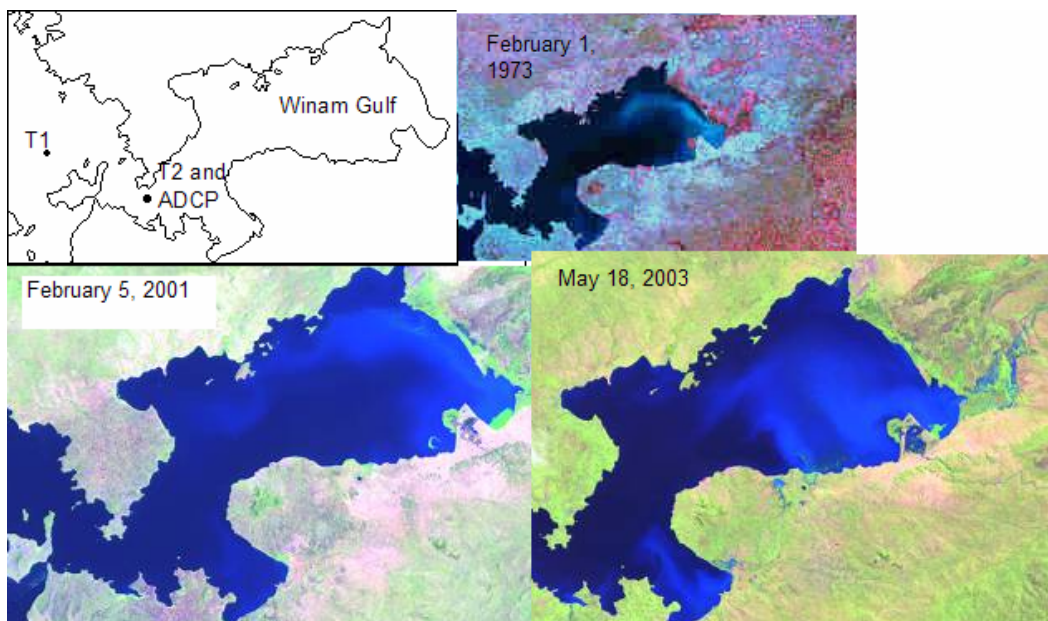 February 1,
1973
Winam Gulf
T1
T2 and
ADCP
February 5, 2001
May 18, 2003